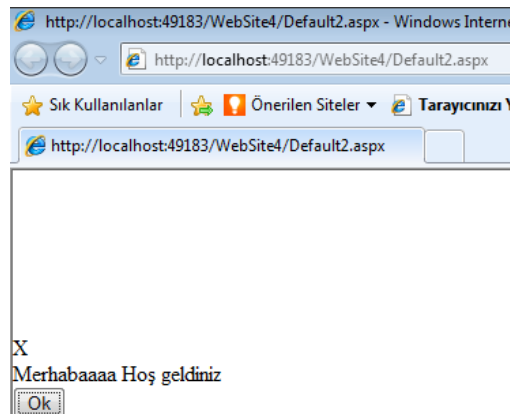 http://localhost:49183/WebSite4/Default2.aspx - Windows Intern
http://localhost:49183/WebSite4/Default2.aspx
Sık Kullanılanlar Önerilen Siteler Tarayıcınızı
http://localhost:49183/WebSite4/Default2.aspx
X
Merhabaaaa Hoş geldiniz
Ok